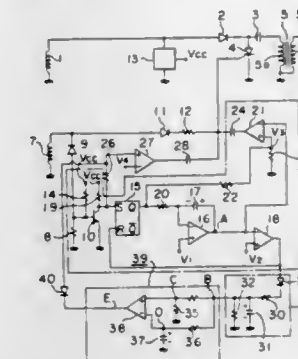 2 3 5
13 Vcc 4 5b
11 12 24 21
7 9 26 V4 27 28 V3
Vcc
Vcc
14 15 22
19 S Q 20 17
8 10 R Q̅ 16 A 18
V1 V2
40 39 C B 32
E 35 30
38 D
37 36 31